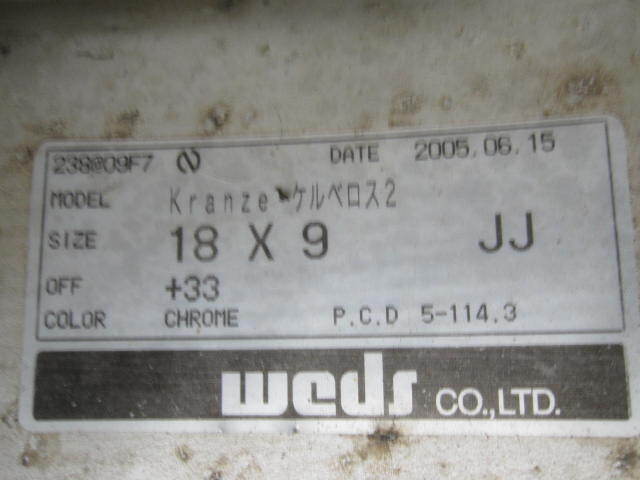 238@09F7 DATE 2005.06.15
MODEL Kranze ケルベロス2
SIZE 18 X 9 JJ
OFF +33
COLOR CHROME P.C.D 5-114.3
weds CO.,LTD.